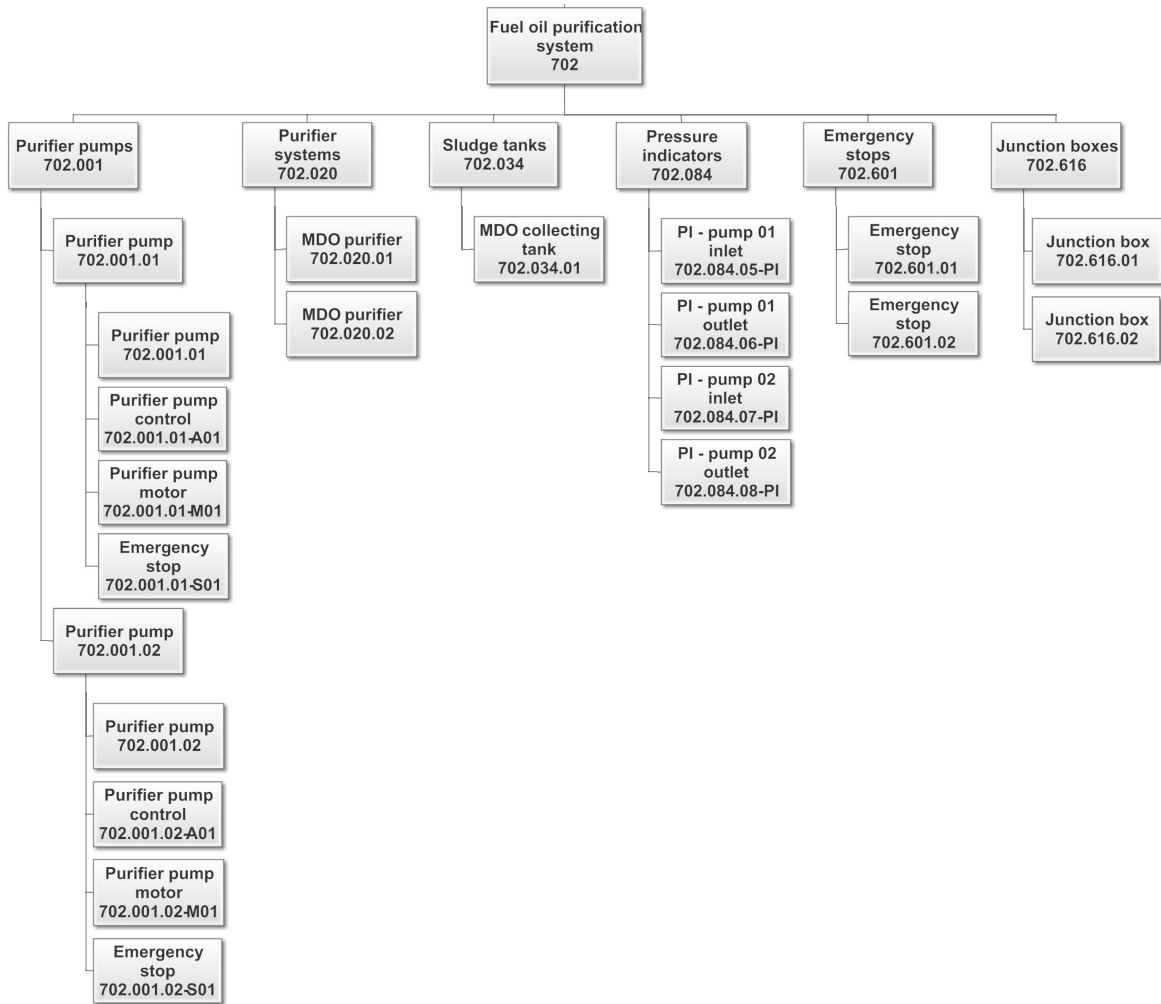 Fuel oil purification
system
702
Purifier pumps
702.001
Purifier
systems
702.020
Sludge tanks
702.034
Pressure
indicators
702.084
Emergency
stops
702.601
Junction boxes
702.616
Purifier pump
702.001.01
Purifier pump
702.001.01
Purifier pump
control
702.001.01-A01
Purifier pump
motor
702.001.01-M01
Emergency
stop
702.001.01-S01
Purifier pump
702.001.02
Purifier pump
702.001.02
Purifier pump
control
702.001.02-A01
Purifier pump
motor
702.001.02-M01
Emergency
stop
702.001.02-S01
MDO purifier
702.020.01
MDO purifier
702.020.02
MDO collecting
tank
702.034.01
PI - pump 01
inlet
702.084.05-PI
PI - pump 01
outlet
702.084.06-PI
PI - pump 02
inlet
702.084.07-PI
PI - pump 02
outlet
702.084.08-PI
Emergency
stop
702.601.01
Emergency
stop
702.601.02
Junction box
702.616.01
Junction box
702.616.02